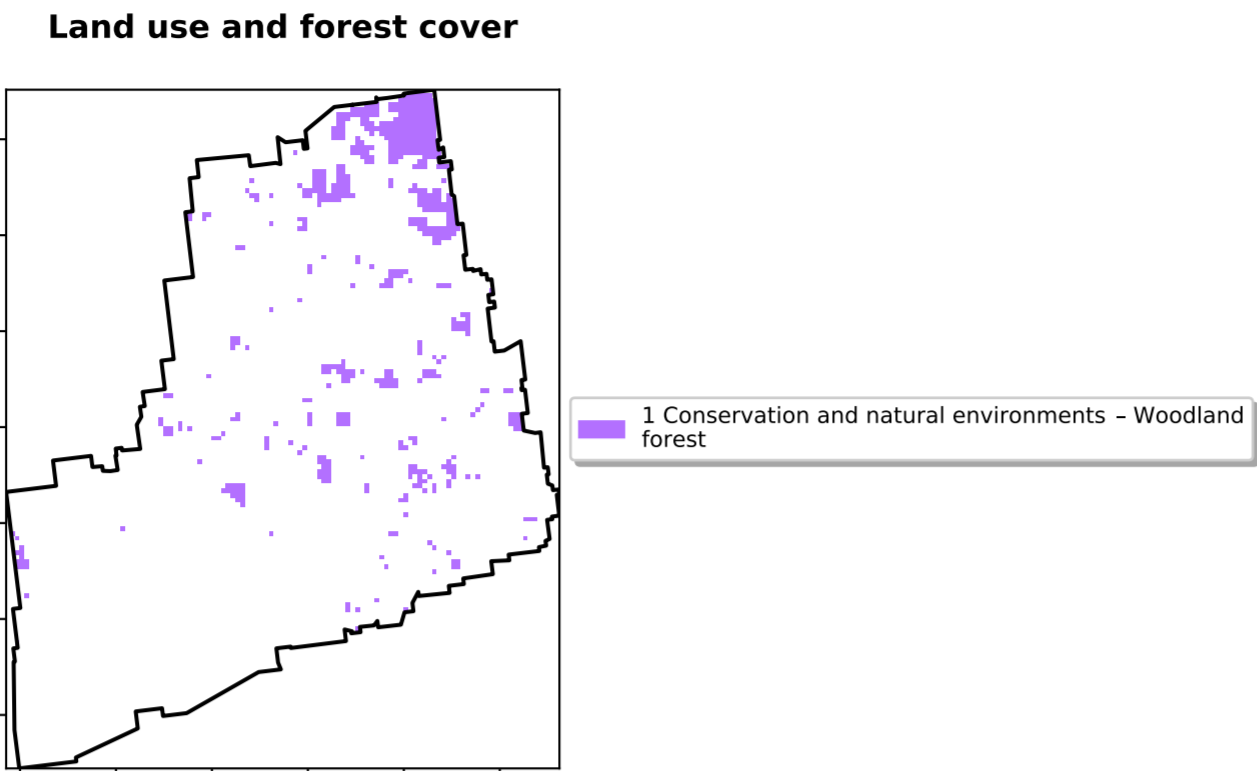 Land use and forest cover
1 Conservation and natural environments – Woodland
forest